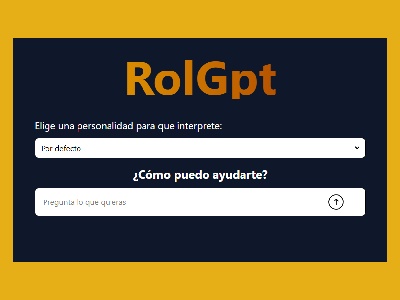 RolGpt
Elige una personalidad para que interprete:
Por defecto
¿Cómo puedo ayudarte?
Pregunta lo que quieras